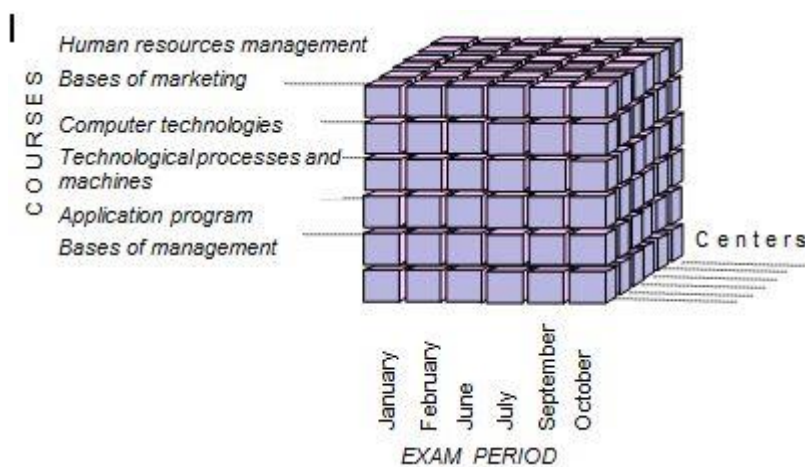 I
COURSES
Human resources management
Bases of marketing
Computer technologies
Technological processes and
machines
Application program
Bases of management
Centers
January
February
June
July
September
October
EXAM PERIOD